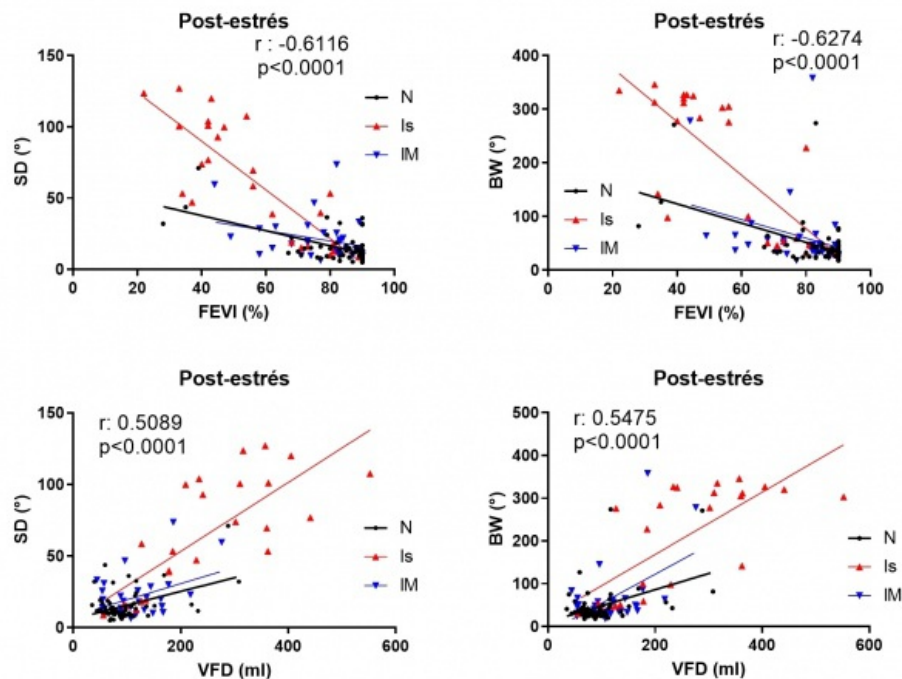 Post-estrés
r : -0.6116
p<0.0001
N
Is
IM
SD (°)
150
100
50
0
0 20 40 60 80 100
FEVI (%)
Post-estrés
r: -0.6274
p<0.0001
N
Is
IM
BW (°)
400
300
200
100
0
0 20 40 60 80 100
FEVI (%)
Post-estrés
r: 0.5089
p<0.0001
N
Is
IM
SD (°)
150
100
50
0
0 200 400 600
VFD (ml)
Post-estrés
r: 0.5475
p<0.0001
N
Is
IM
BW (°)
500
400
300
200
100
0
0 200 400 600
VFD (ml)